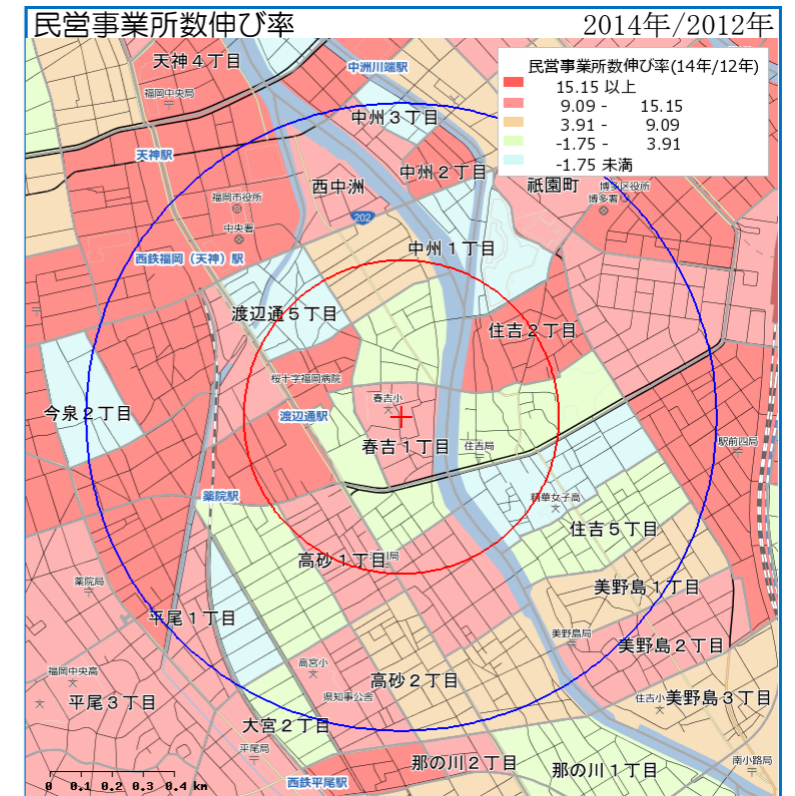 民営事業所数伸び率
2014年/2012年
民営事業所数伸び率(14年/12年)
15.15 以上
9.09 - 15.15
3.91 - 9.09
-1.75 - 3.91
-1.75 未満
天神4丁目
中洲川端駅
福岡中央局
中州3丁目
天神駅
中州2丁目
西中洲
祇園町
博多区役所
博多署
福岡市役所
202
中央署
中州1丁目
西鉄福岡(天神)駅
渡辺通5丁目
住吉2丁目
桜十字福岡病院
春吉小
今泉2丁目
渡辺通駅
春吉1丁目
住吉局
駅前四局
薬院駅
精華女子高
住吉5丁目
高砂1丁目
局
薬院局
美野島1丁目
平尾1丁目
美野島局
美野島2丁目
高宮小
福岡中央高
高砂2丁目
県知事公舎
平尾3丁目
住吉小
美野島3丁目
大宮2丁目
平尾局
那の川2丁目
那の川1丁目
南小路局
西鉄平尾駅
0 0.1 0.2 0.3 0.4 km